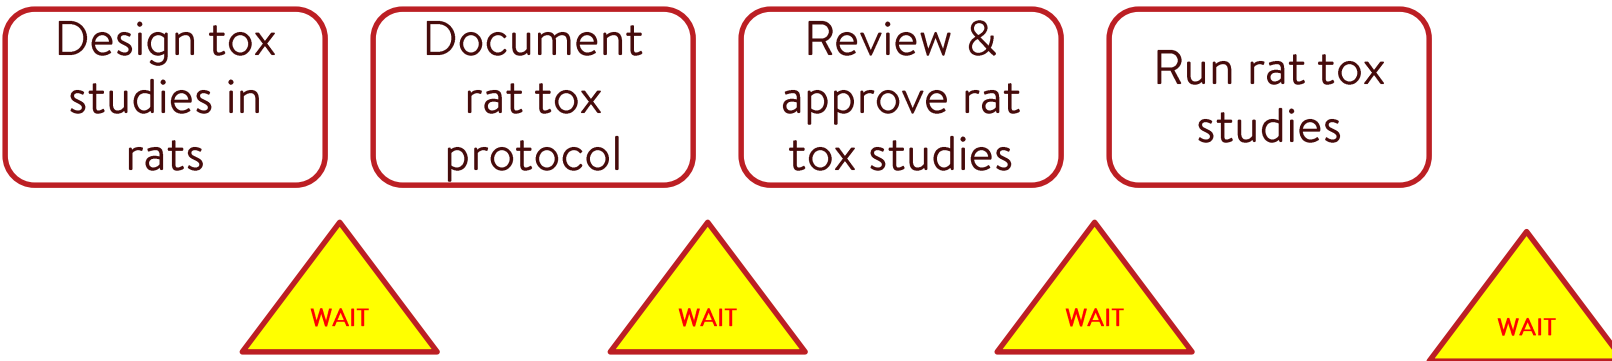 Design tox
studies in
rats
Document
rat tox
protocol
Review &
approve rat
tox studies
Run rat tox
studies
WAIT
WAIT
WAIT
WAIT